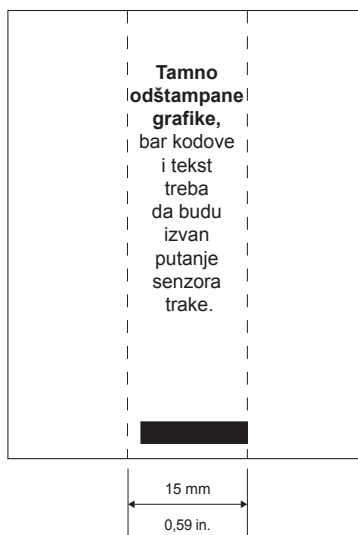 Tamno
odštampane
grafike,
bar kodove
i tekst
treba
da budu
izvan
putanje
senzora
trake.
15 mm
0,59 in.